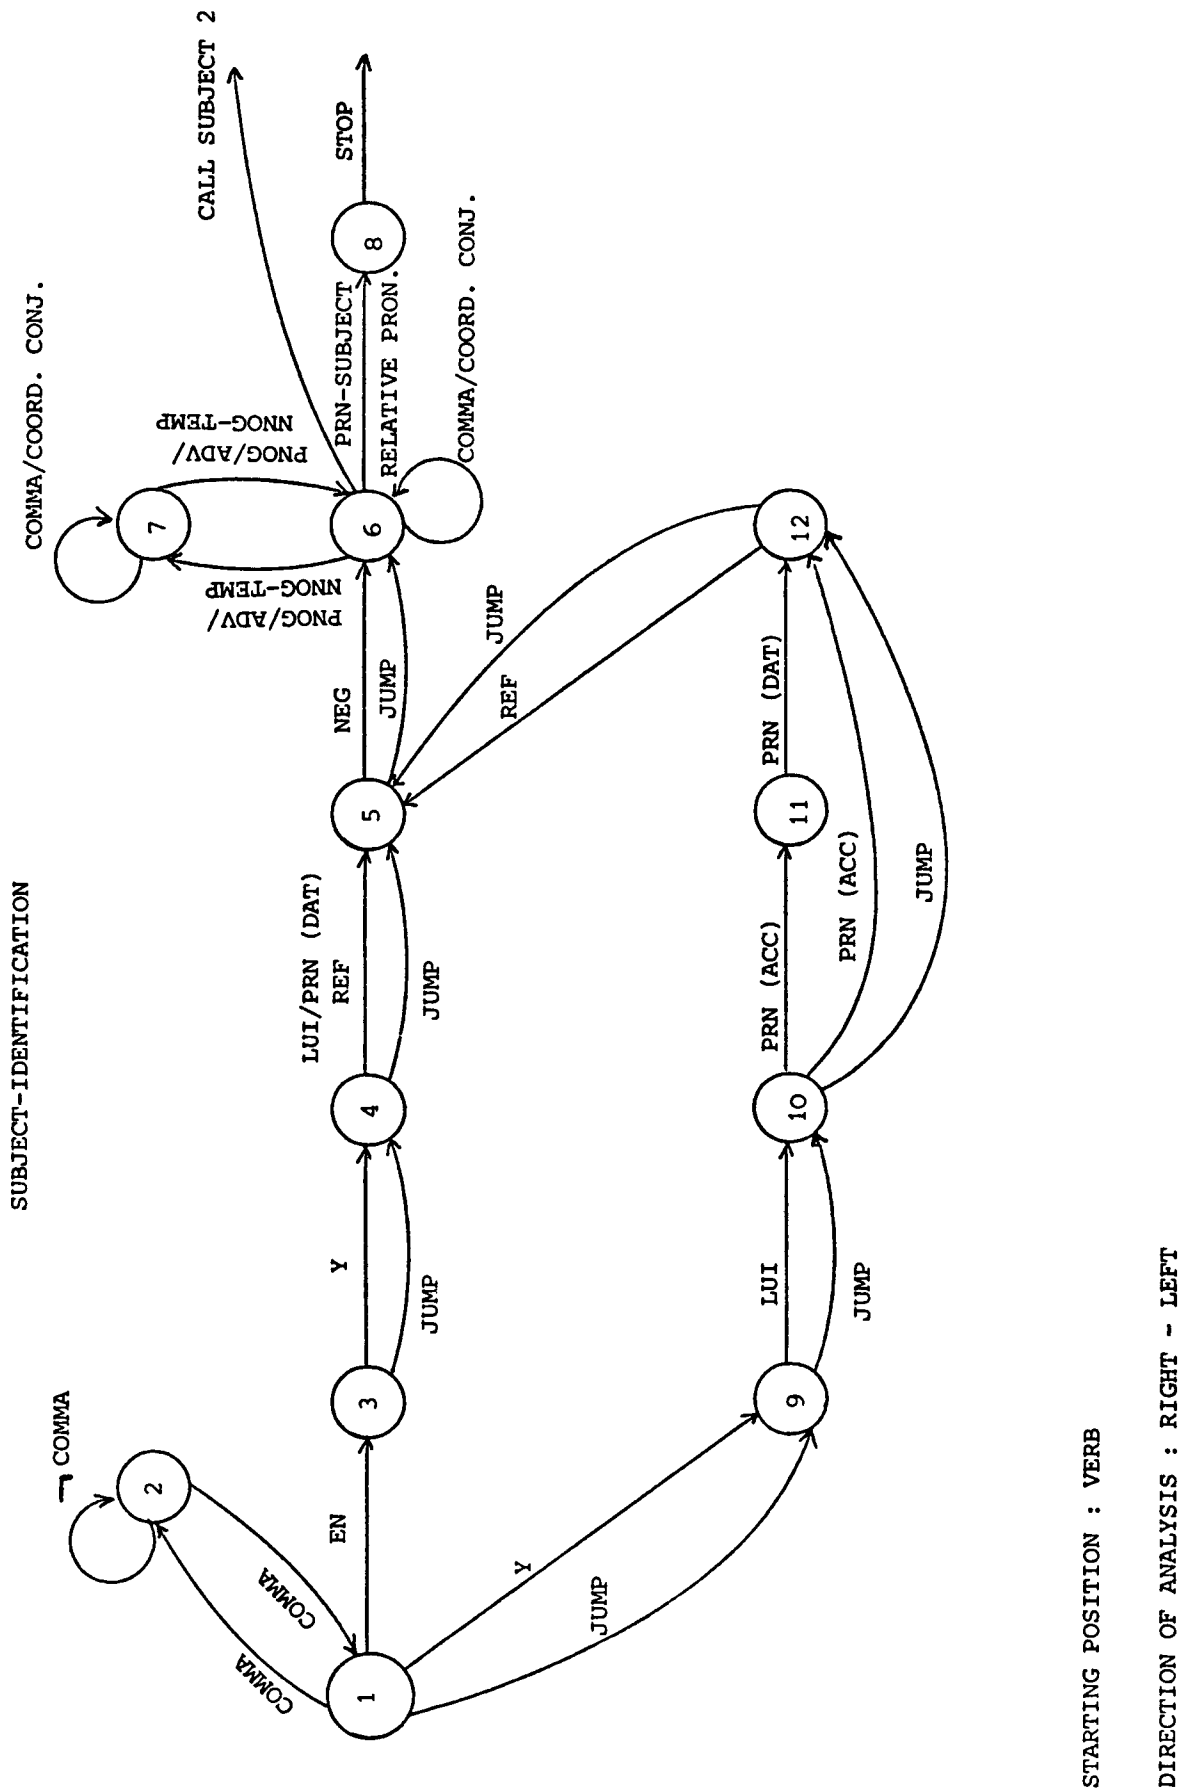 SUBJECT-IDENTIFICATION
COMMA/COORD. CONJ.
CALL SUBJECT 2
¬ COMMA
2
7
PNOG/ADV/
NNOG-TEMP
PNOG/ADV/
NNOG-TEMP
COMMA
COMMA
1
EN
3
Y
JUMP
4
LUI/PRN (DAT)
REF
JUMP
5
NEG
JUMP
6
PRN-SUBJECT
RELATIVE PRON.
8
STOP
COMMA/COORD. CONJ.
Y
JUMP
9
LUI
JUMP
10
PRN (ACC)
11
PRN (DAT)
12
PRN (ACC)
JUMP
REF
JUMP
STARTING POSITION : VERB
DIRECTION OF ANALYSIS : RIGHT - LEFT